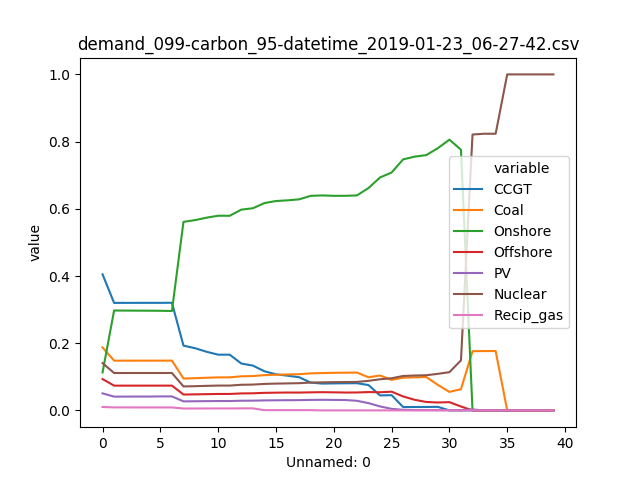 demand_099-carbon_95-datetime_2019-01-23_06-27-42.csv
1.0
0.8
0.6
0.4
0.2
0.0
value
variable
CCGT
Coal
Onshore
Offshore
PV
Nuclear
Recip_gas
0 5 10 15 20 25 30 35 40
Unnamed: 0